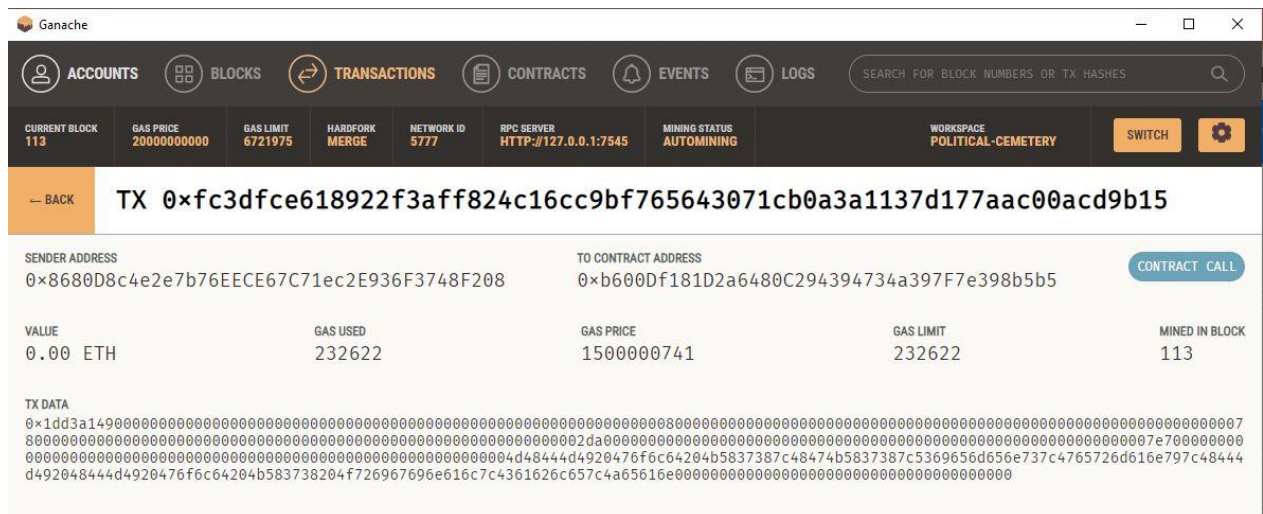 Ganache
ACCOUNTS BLOCKS TRANSACTIONS CONTRACTS EVENTS LOGS SEARCH FOR BLOCK NUMBERS OR TX HASHES
CURRENT BLOCK GAS PRICE GAS LIMIT HARDFORK NETWORK ID RPC SERVER MINING STATUS WORKSPACE
113 20000000000 6721975 MERGE 5777 HTTP://127.0.0.1:7545 AUTOMINING POLITICAL-CEMETERY SWITCH
← BACK TX 0×fc3dfce618922f3aff824c16cc9bf765643071cb0a3a1137d177aac00acd9b15
SENDER ADDRESS TO CONTRACT ADDRESS
0×8680D8c4e2e7b76EECE67C71ec2E936F3748F208 0×b600Df181D2a6480C294394734a397F7e398b5b5 CONTRACT CALL
VALUE GAS USED GAS PRICE GAS LIMIT MINED IN BLOCK
0.00 ETH 232622 1500000741 232622 113
TX DATA
0×1dd3a149000000000000000000000000000000000000000000000000000000000000008000000000000000000000000000000000000000000000000000000000000007
800000000000000000000000000000000000000000000000000000000000002da00000000000000000000000000000000000000000000000000000000000007e700000000
0000000000000000000000000000000000000000000000000000004d48444d4920476f6c64204b5837387c48474b5837387c5369656d656e737c4765726d616e797c48444
d492048444d4920476f6c64204b583738204f726967696e616c7c4361626c657c4a65616e00000000000000000000000000000000000000